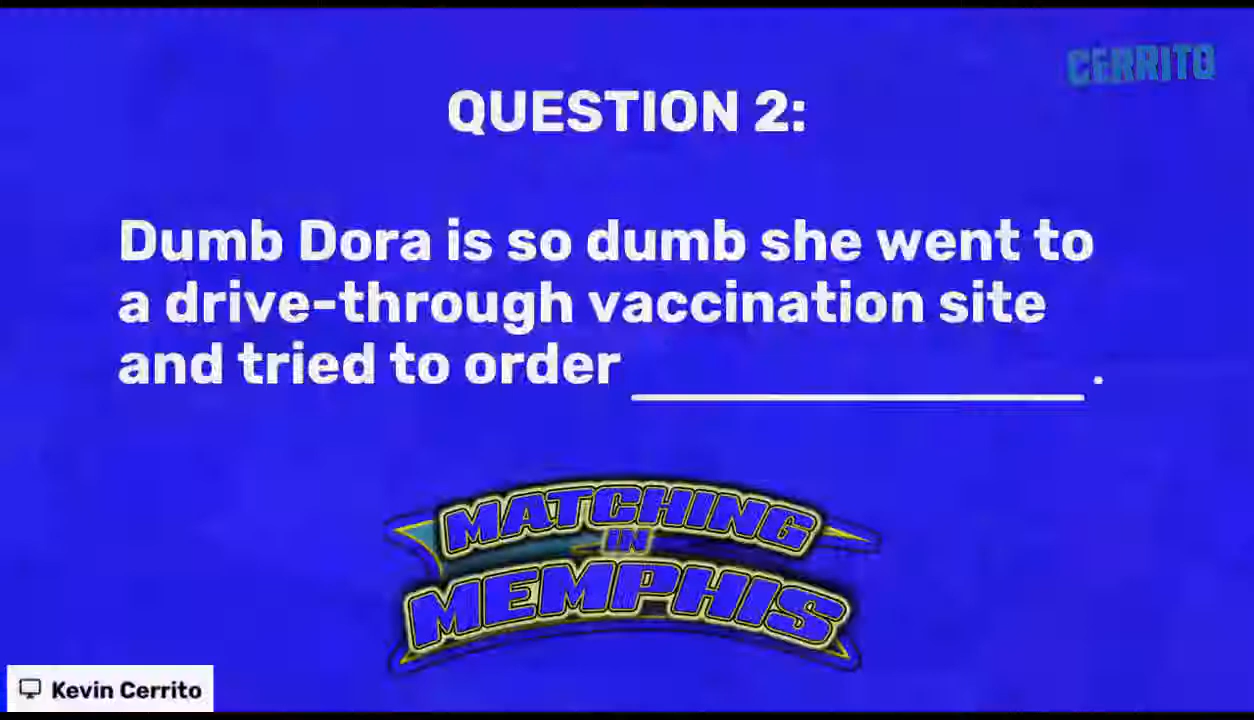 CERRITO
QUESTION 2:
Dumb Dora is so dumb she went to
a drive-through vaccination site
and tried to order ______________.
MATCHING
IN
MEMPHIS
Kevin Cerrito